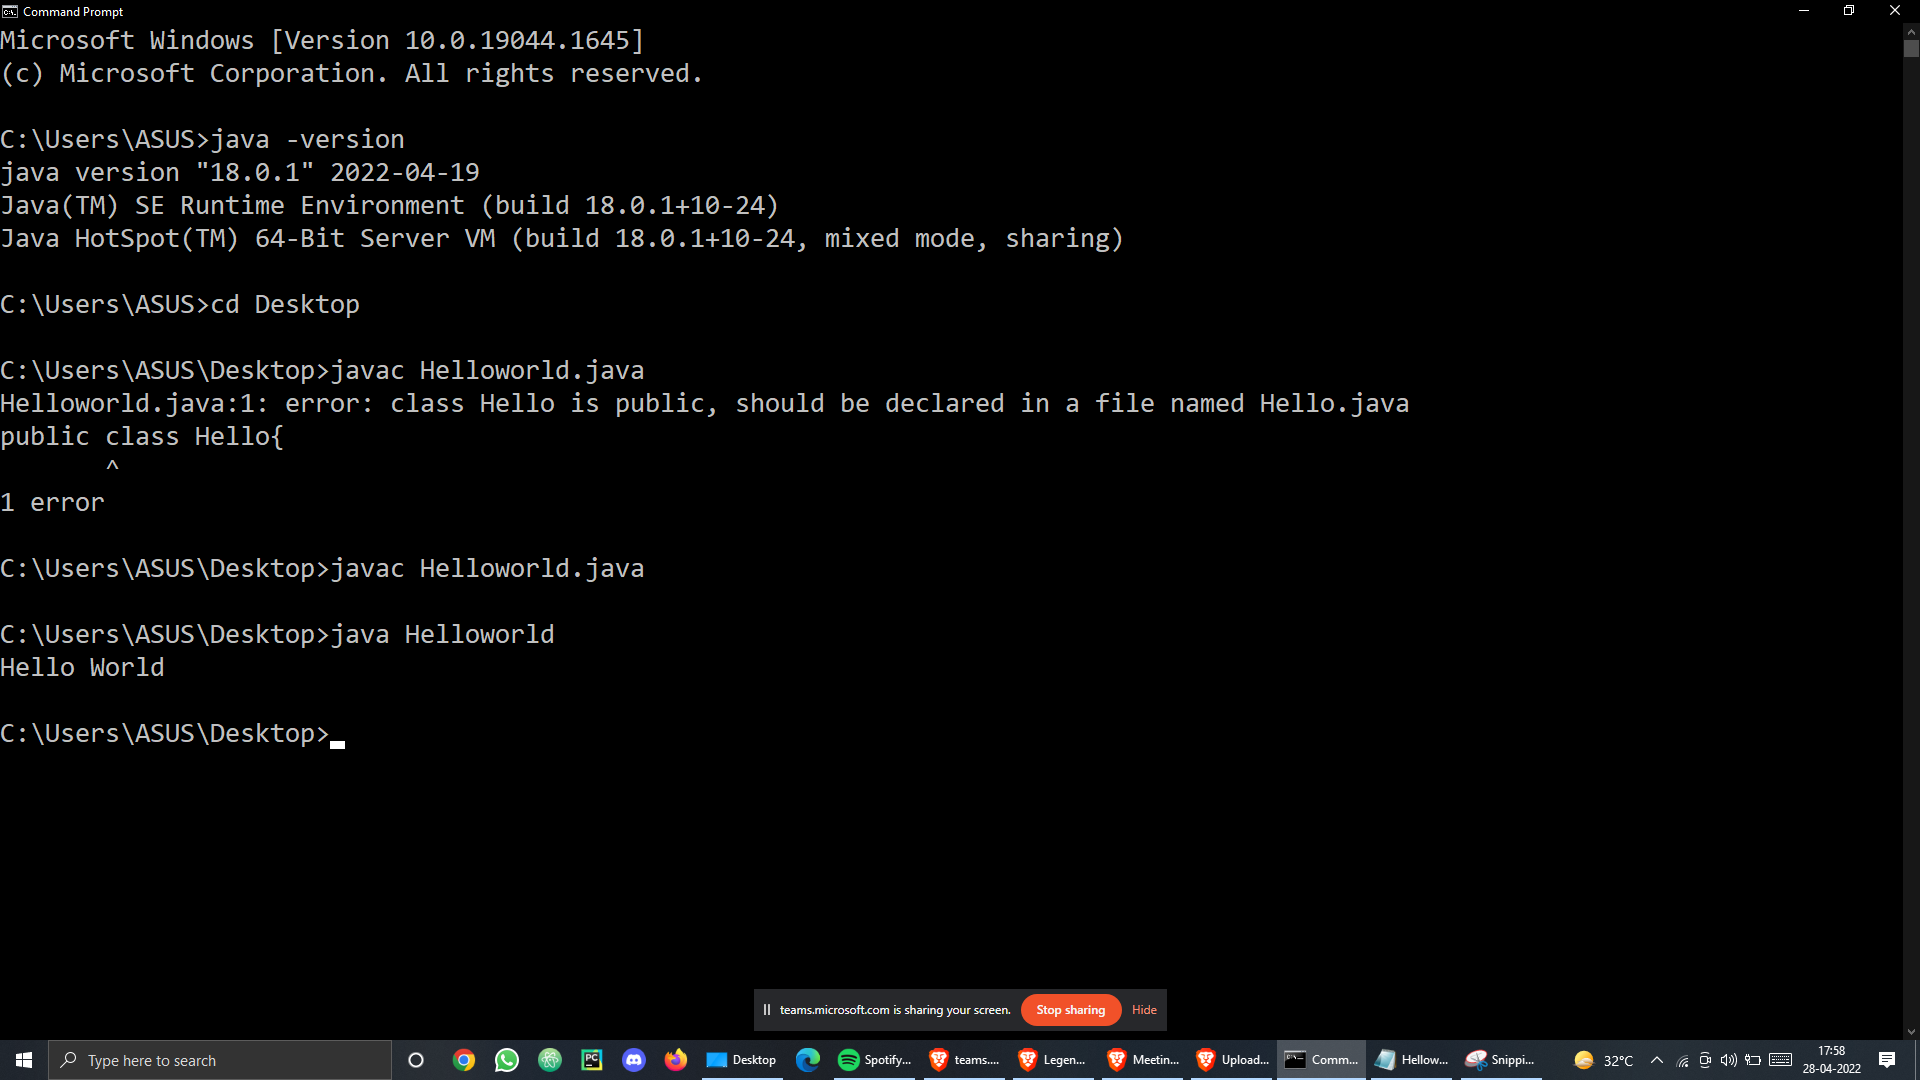 Command Prompt
Microsoft Windows [Version 10.0.19044.1645]
(c) Microsoft Corporation. All rights reserved.
C:\Users\ASUS>java -version
java version "18.0.1" 2022-04-19
Java(TM) SE Runtime Environment (build 18.0.1+10-24)
Java HotSpot(TM) 64-Bit Server VM (build 18.0.1+10-24, mixed mode, sharing)
C:\Users\ASUS>cd Desktop
C:\Users\ASUS\Desktop>javac Helloworld.java
Helloworld.java:1: error: class Hello is public, should be declared in a file named Hello.java
public class Hello{
       ^
1 error
C:\Users\ASUS\Desktop>javac Helloworld.java
C:\Users\ASUS\Desktop>java Helloworld
Hello World
C:\Users\ASUS\Desktop>
teams.microsoft.com is sharing your screen. Stop sharing Hide
Type here to search PC Desktop Spotify... teams.... Legen... Meetin... Upload... Comm... Hellow... Snippi... 32°C 17:58
28-04-2022